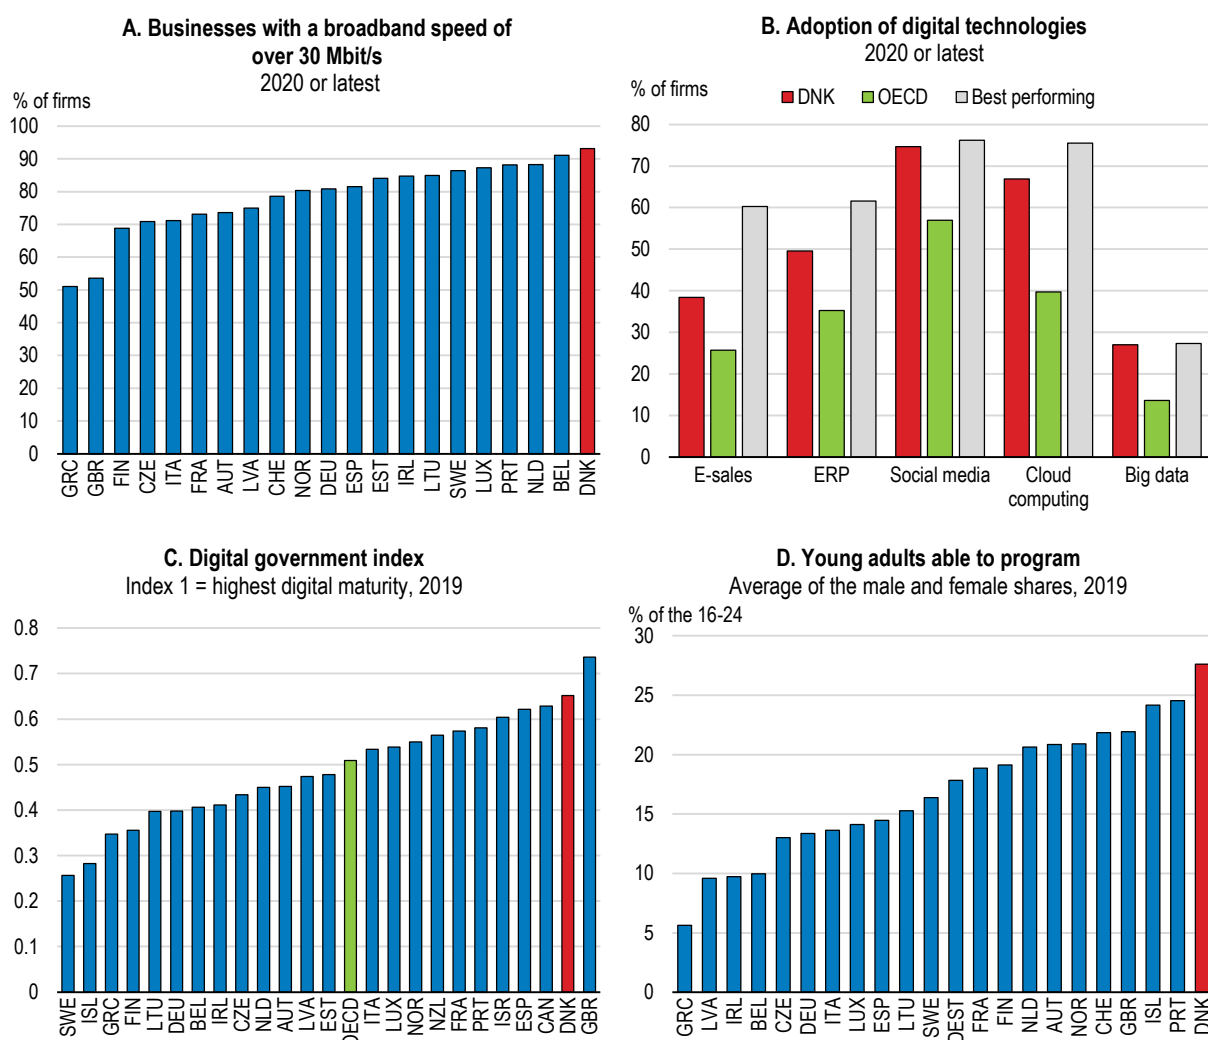 A. Businesses with a broadband speed of
over 30 Mbit/s
2020 or latest
% of firms
100
90
80
70
60
50
40
30
20
10
0
GRC
GBR
FIN
CZE
ITA
FRA
AUT
LVA
CHE
NOR
DEU
ESP
EST
IRL
LTU
SWE
LUX
PRT
NLD
BEL
DNK
B. Adoption of digital technologies
2020 or latest
% of firms
DNK OECD Best performing
80
70
60
50
40
30
20
10
0
E-sales ERP Social media Cloud Big data
computing
C. Digital government index
Index 1 = highest digital maturity, 2019
0.8
0.7
0.6
0.5
0.4
0.3
0.2
0.1
0
SWE
ISL
GRC
FIN
LTU
DEU
BEL
IRL
CZE
NLD
AUT
LVA
EST
OECD
ITA
LUX
NOR
NZL
FRA
PRT
ISR
ESP
CAN
DNK
GBR
D. Young adults able to program
Average of the male and female shares, 2019
% of the 16-24
30
25
20
15
10
5
0
GRC
LVA
IRL
BEL
CZE
DEU
ITA
LUX
ESP
LTU
SWE
DEST
FRA
FIN
NLD
AUT
NOR
CHE
GBR
ISL
PRT
DNK